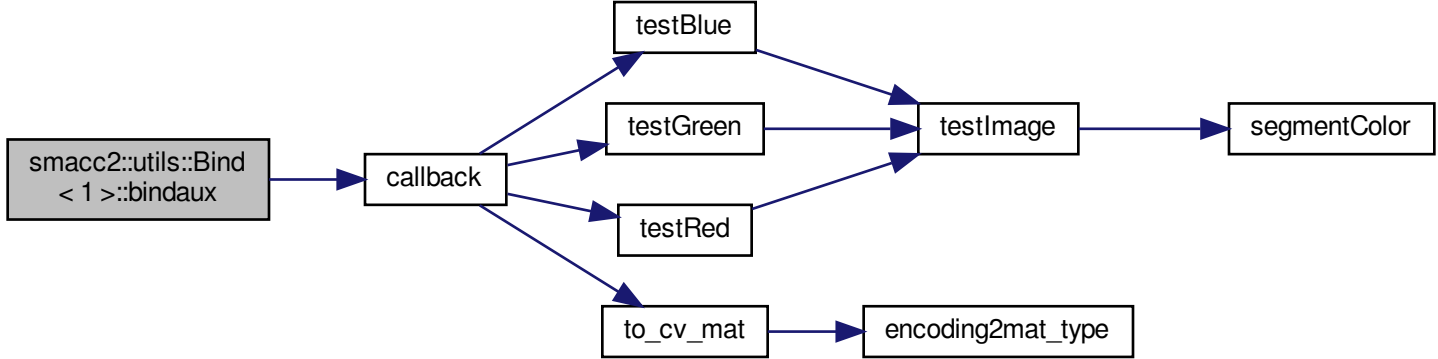 smacc2::utils::Bind
< 1 >::bindaux
callback
testBlue
testGreen
testRed
to_cv_mat
testImage
encoding2mat_type
segmentColor